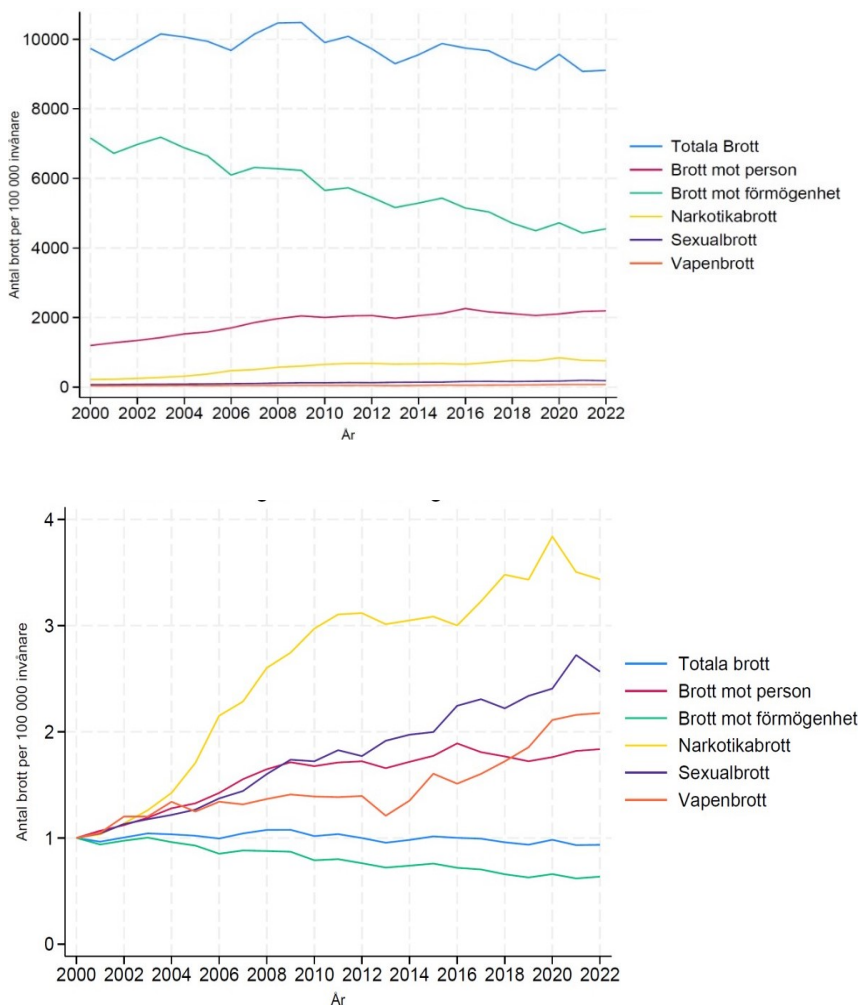 10000
8000
6000
4000
2000
0
Antal brott per 100 000 invånare
2000 2002 2004 2006 2008 2010 2012 2014 2016 2018 2020 2022
År
Totala Brott
Brott mot person
Brott mot förmögenhet
Narkotikabrott
Sexualbrott
Vapenbrott
4
3
2
1
0
Antal brott per 100 000 invånare
2000 2002 2004 2006 2008 2010 2012 2014 2016 2018 2020 2022
År
Totala brott
Brott mot person
Brott mot förmögenhet
Narkotikabrott
Sexualbrott
Vapenbrott